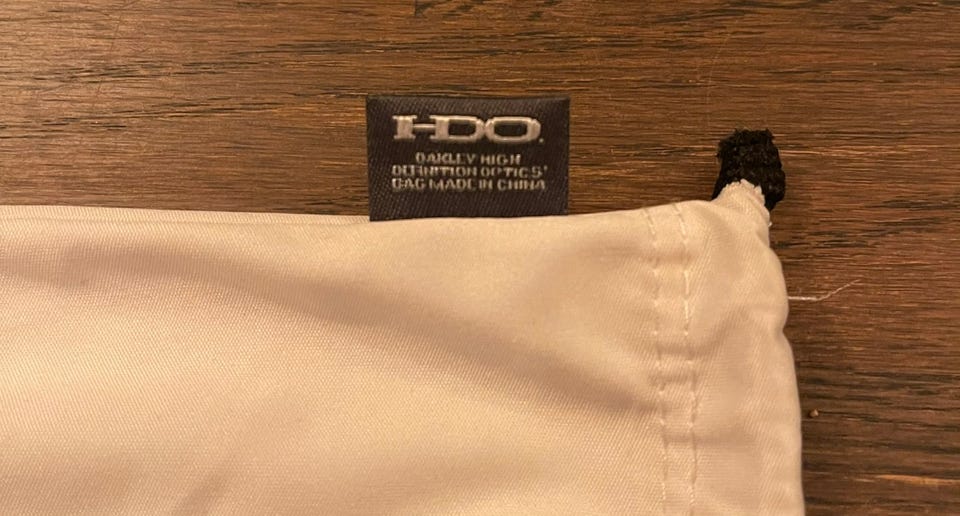 HDO.
OAKLEY HIGH
DEFINITION OPTICS'
BAG MADE IN CHINA